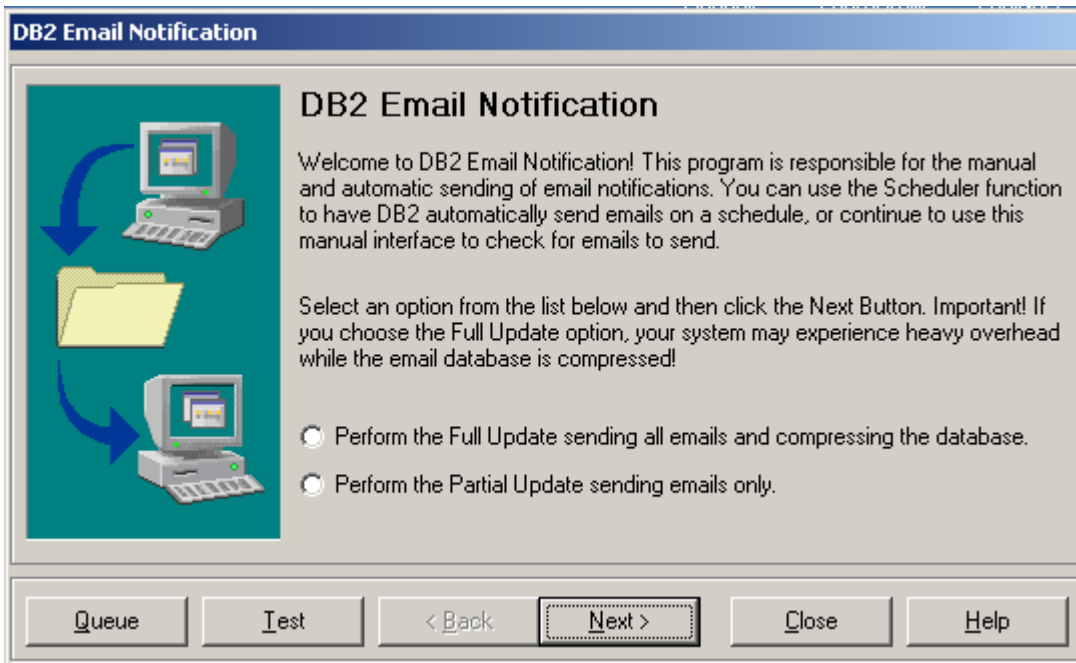 DB2 Email Notification
DB2 Email Notification
Welcome to DB2 Email Notification! This program is responsible for the manual
and automatic sending of email notifications. You can use the Scheduler function
to have DB2 automatically send emails on a schedule, or continue to use this
manual interface to check for emails to send.
Select an option from the list below and then click the Next Button. Important! If
you choose the Full Update option, your system may experience heavy overhead
while the email database is compressed!
Perform the Full Update sending all emails and compressing the database.
Perform the Partial Update sending emails only.
Queue Test < Back Next > Close Help